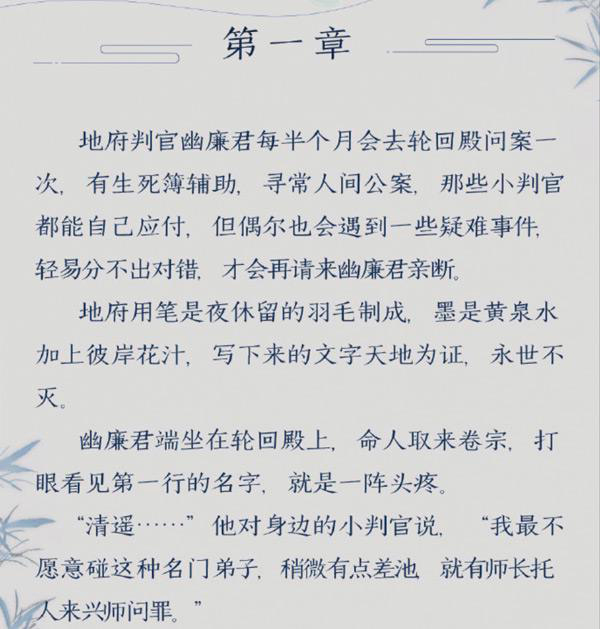 第一章
地府判官幽廉君每半个月会去轮回殿问案一
次，有生死簿辅助，寻常人间公案，那些小判官
都能自己应付，但偶尔也会遇到一些疑难事件，
轻易分不出对错，才会再请来幽廉君亲断。
地府用笔是夜休留的羽毛制成，墨是黄泉水
加上彼岸花汁，写下来的文字天地为证，永世不
灭。
幽廉君端坐在轮回殿上，命人取来卷宗，打
眼看见第一行的名字，就是一阵头疼。
“清遥……”他对身边的小判官说，“我最不
愿意碰这种名门弟子，稍微有点差池，就有师长托
人来兴师问罪。”